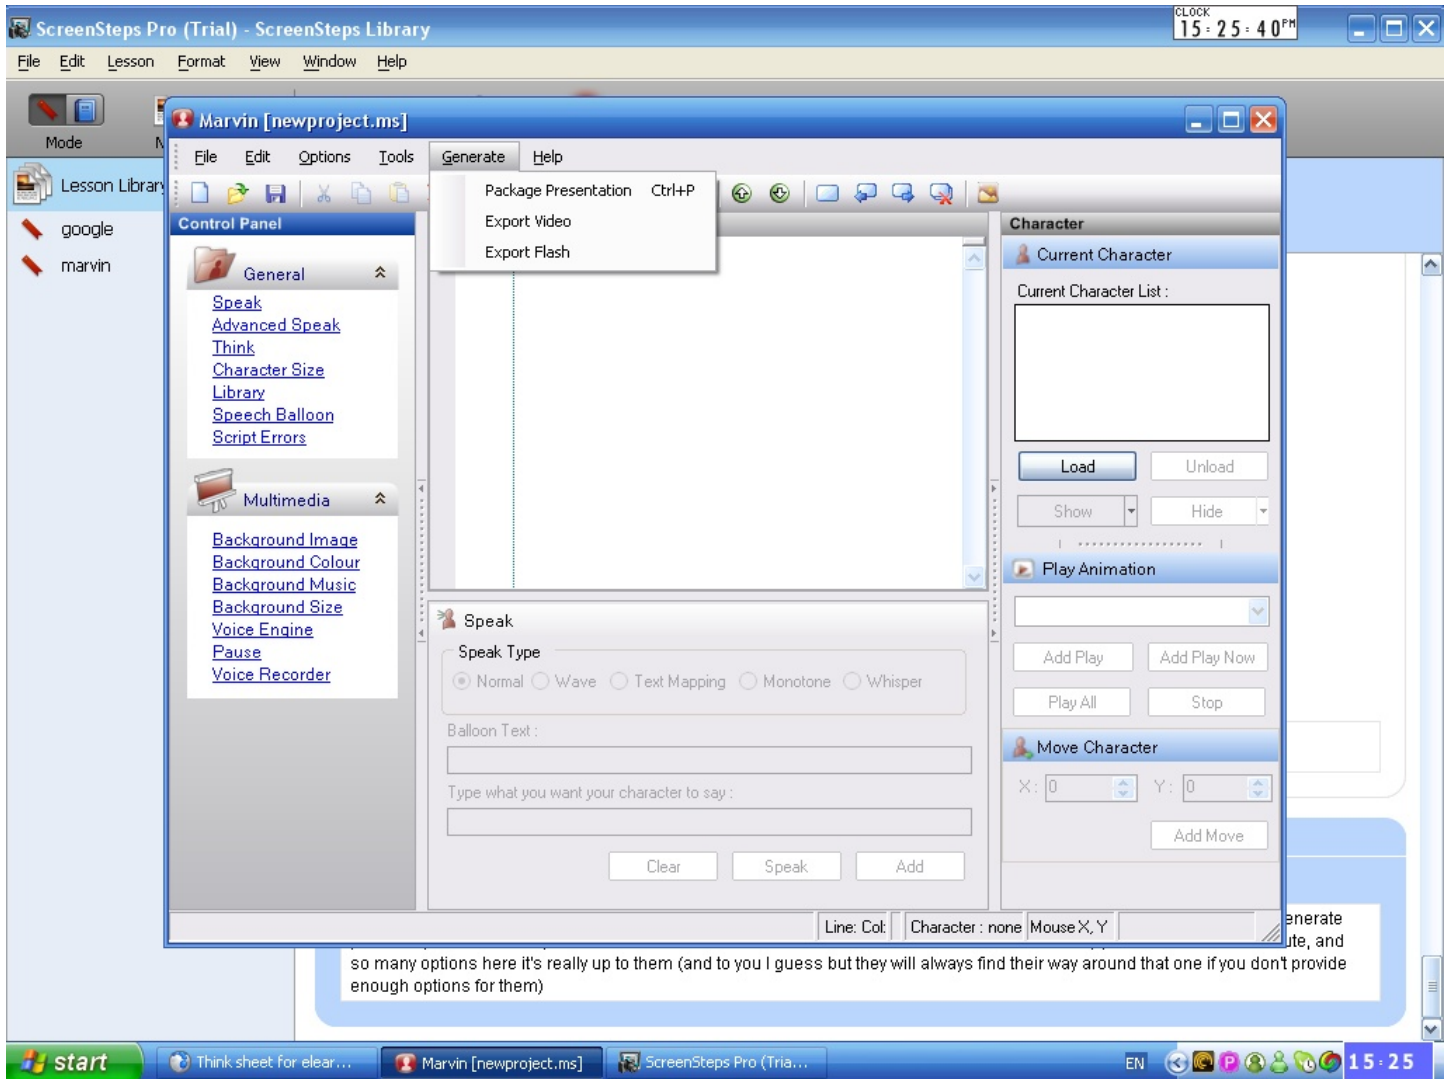 ScreenSteps Pro (Trial) - ScreenSteps Library
CLOCK
15:25:40 PM
File Edit Lesson Format View Window Help
Mode
Marvin [newproject.ms]
File Edit Options Tools Generate Help
Package Presentation Ctrl+P
Export Video
Export Flash
Lesson Library
google
marvin
Control Panel
General
Speak
Advanced Speak
Think
Character Size
Library
Speech Balloon
Script Errors
Multimedia
Background Image
Background Colour
Background Music
Background Size
Voice Engine
Pause
Voice Recorder
Speak
Speak Type
Normal Wave Text Mapping Monotone Whisper
Balloon Text :
Type what you want your character to say :
Clear Speak Add
Character
Current Character
Current Character List :
Load Unload
Show Hide
Play Animation
Add Play Add Play Now
Play All Stop
Move Character
X: 0 Y: 0
Add Move
Line: Col: Character : none Mouse X, Y
enerate
ute, and
so many options here it's really up to them (and to you I guess but they will always find their way around that one if you don't provide
enough options for them)
start Think sheet for elear... Marvin [newproject.ms] ScreenSteps Pro (Tria... EN 15:25